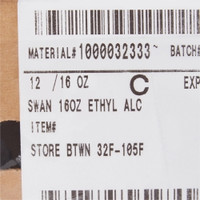 MATERIAL#1000032333~ BATCH#
12 /16 OZ C EXP
SWAN 16OZ ETHYL ALC
ITEM#
STORE BTWN 32F-105F